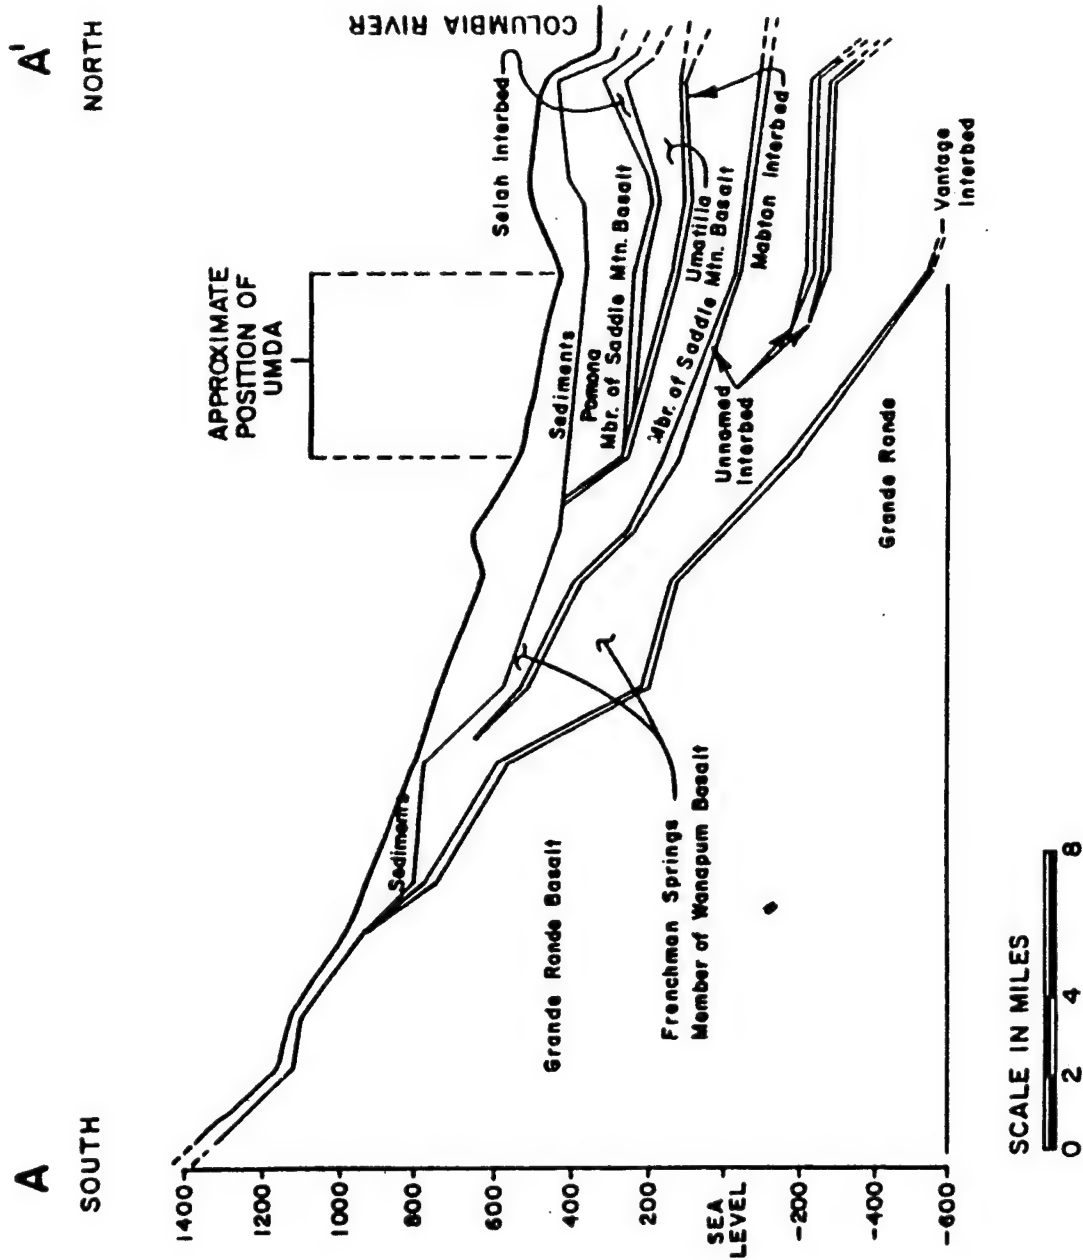 A
SOUTH
A'
NORTH
APPROXIMATE
POSITION OF
UMDA
COLUMBIA RIVER
Selah Interbed
Sediments
Pomona
Mbr. of Saddle Mtn. Basalt
Umatilla
Mbr. of Saddle Mtn. Basalt
Mabton Interbed
Unnamed
Interbed
Vantage
Interbed
Sediments
Grande Ronde Basalt
Grande Ronde
Frenchman Springs
Member of Wanapum Basalt
1400
1200
1000
800
600
400
200
SEA
LEVEL
-200
-400
-600
SCALE IN MILES
0 2 4 8